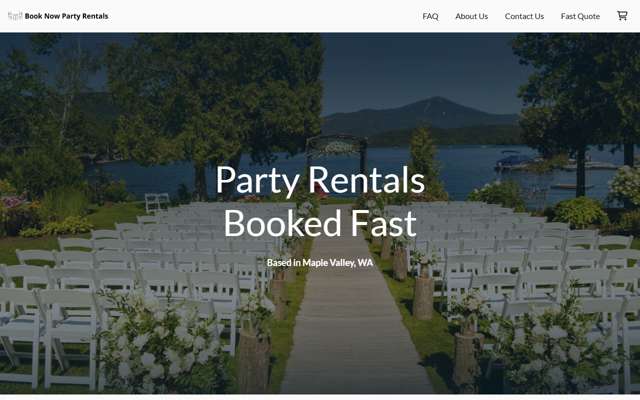 Book Now Party Rentals
FAQ
About Us
Contact Us
Fast Quote
Party Rentals
Booked Fast
Based in Maple Valley, WA